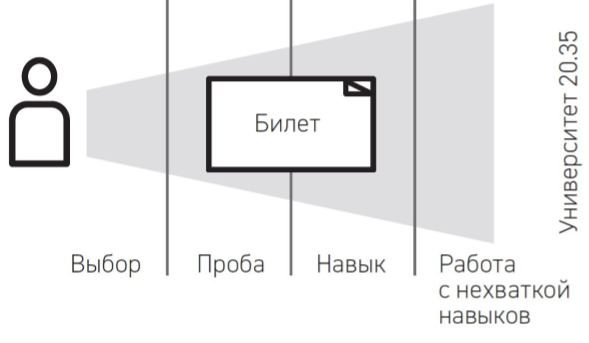 Билет
Выбор
Проба
Навык
Работа
с нехваткой
навыков
Университет 20.35